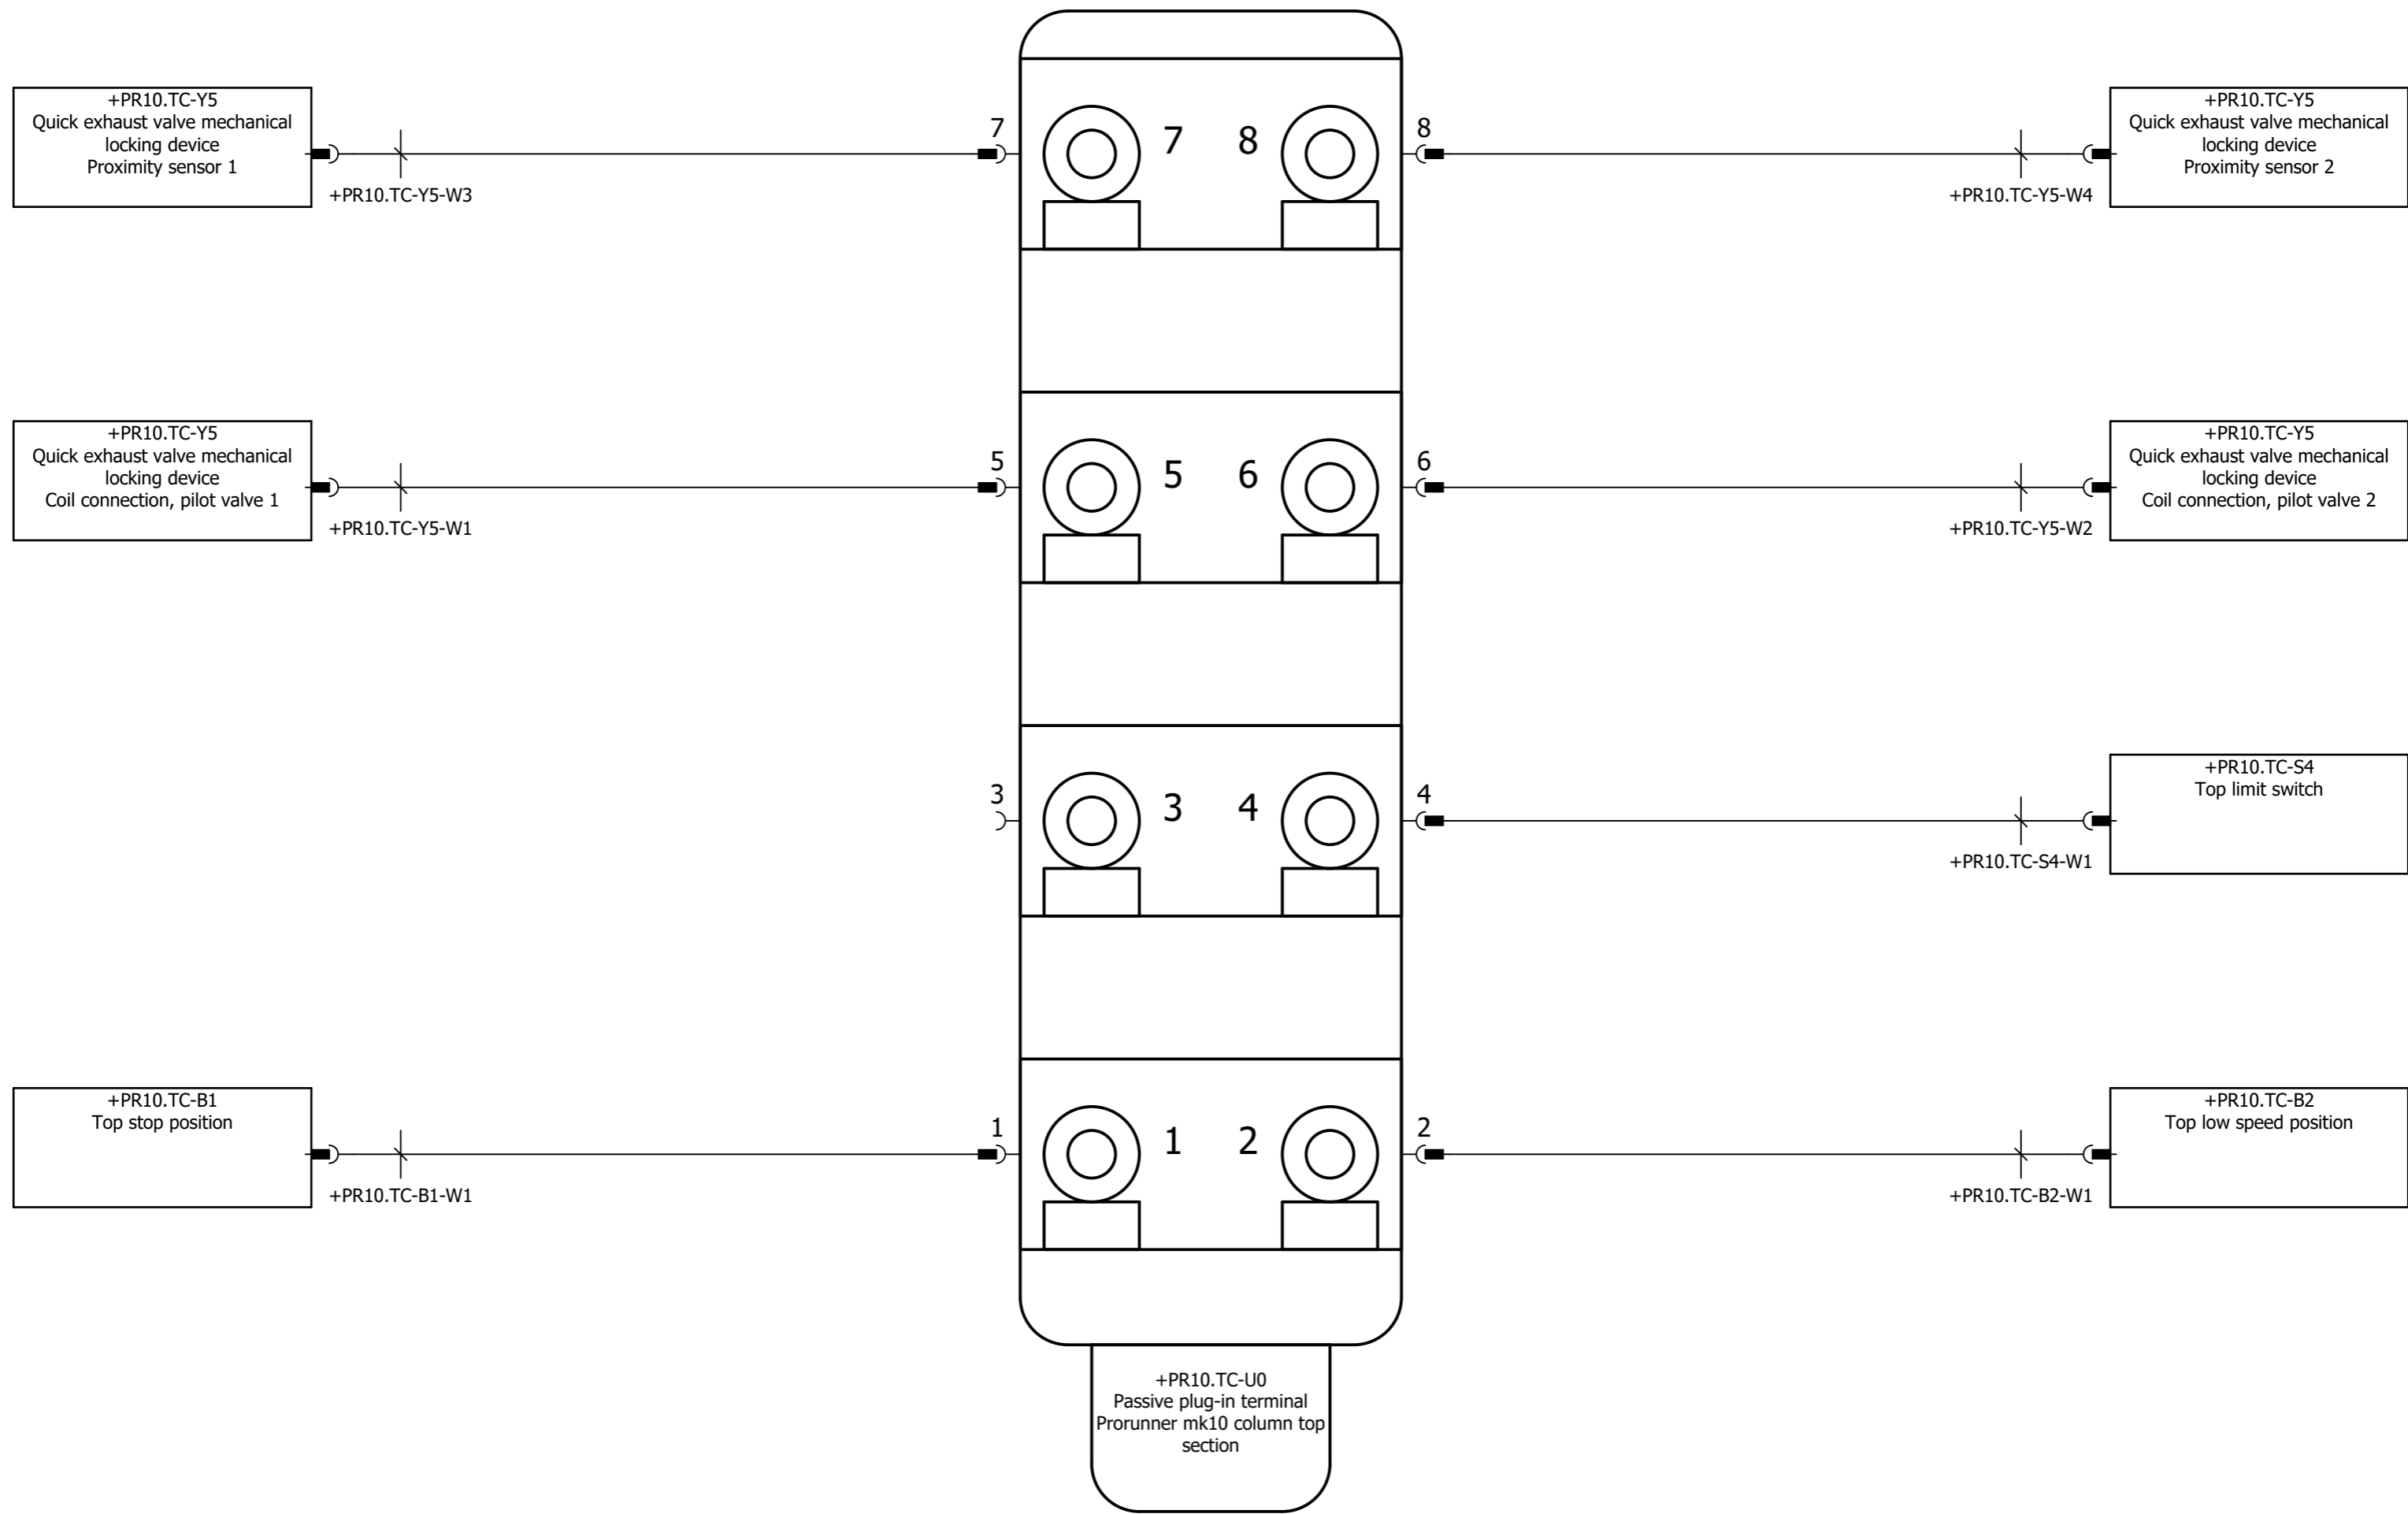 +PR10.TC-Y5
Quick exhaust valve mechanical
locking device
Proximity sensor 1
+PR10.TC-Y5-W3
7
7
8
8
+PR10.TC-Y5-W4
+PR10.TC-Y5
Quick exhaust valve mechanical
locking device
Proximity sensor 2
+PR10.TC-Y5
Quick exhaust valve mechanical
locking device
Coil connection, pilot valve 1
+PR10.TC-Y5-W1
5
5
6
6
+PR10.TC-Y5-W2
+PR10.TC-Y5
Quick exhaust valve mechanical
locking device
Coil connection, pilot valve 2
3
3
4
4
+PR10.TC-S4-W1
+PR10.TC-S4
Top limit switch
+PR10.TC-B1
Top stop position
+PR10.TC-B1-W1
1
1
2
2
+PR10.TC-B2-W1
+PR10.TC-B2
Top low speed position
+PR10.TC-U0
Passive plug-in terminal
Prorunner mk10 column top
section